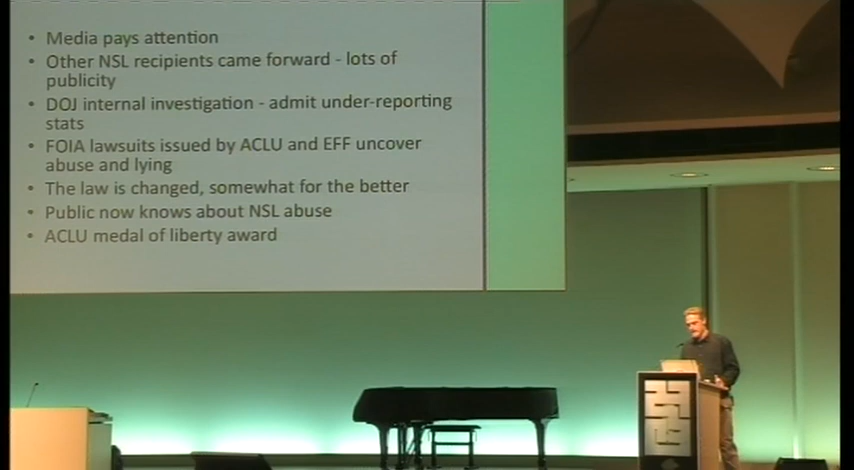 • Media pays attention
• Other NSL recipients came forward - lots of
publicity
• DOJ internal investigation - admit under-reporting
stats
• FOIA lawsuits issued by ACLU and EFF uncover
abuse and lying
• The law is changed, somewhat for the better
• Public now knows about NSL abuse
• ACLU medal of liberty award